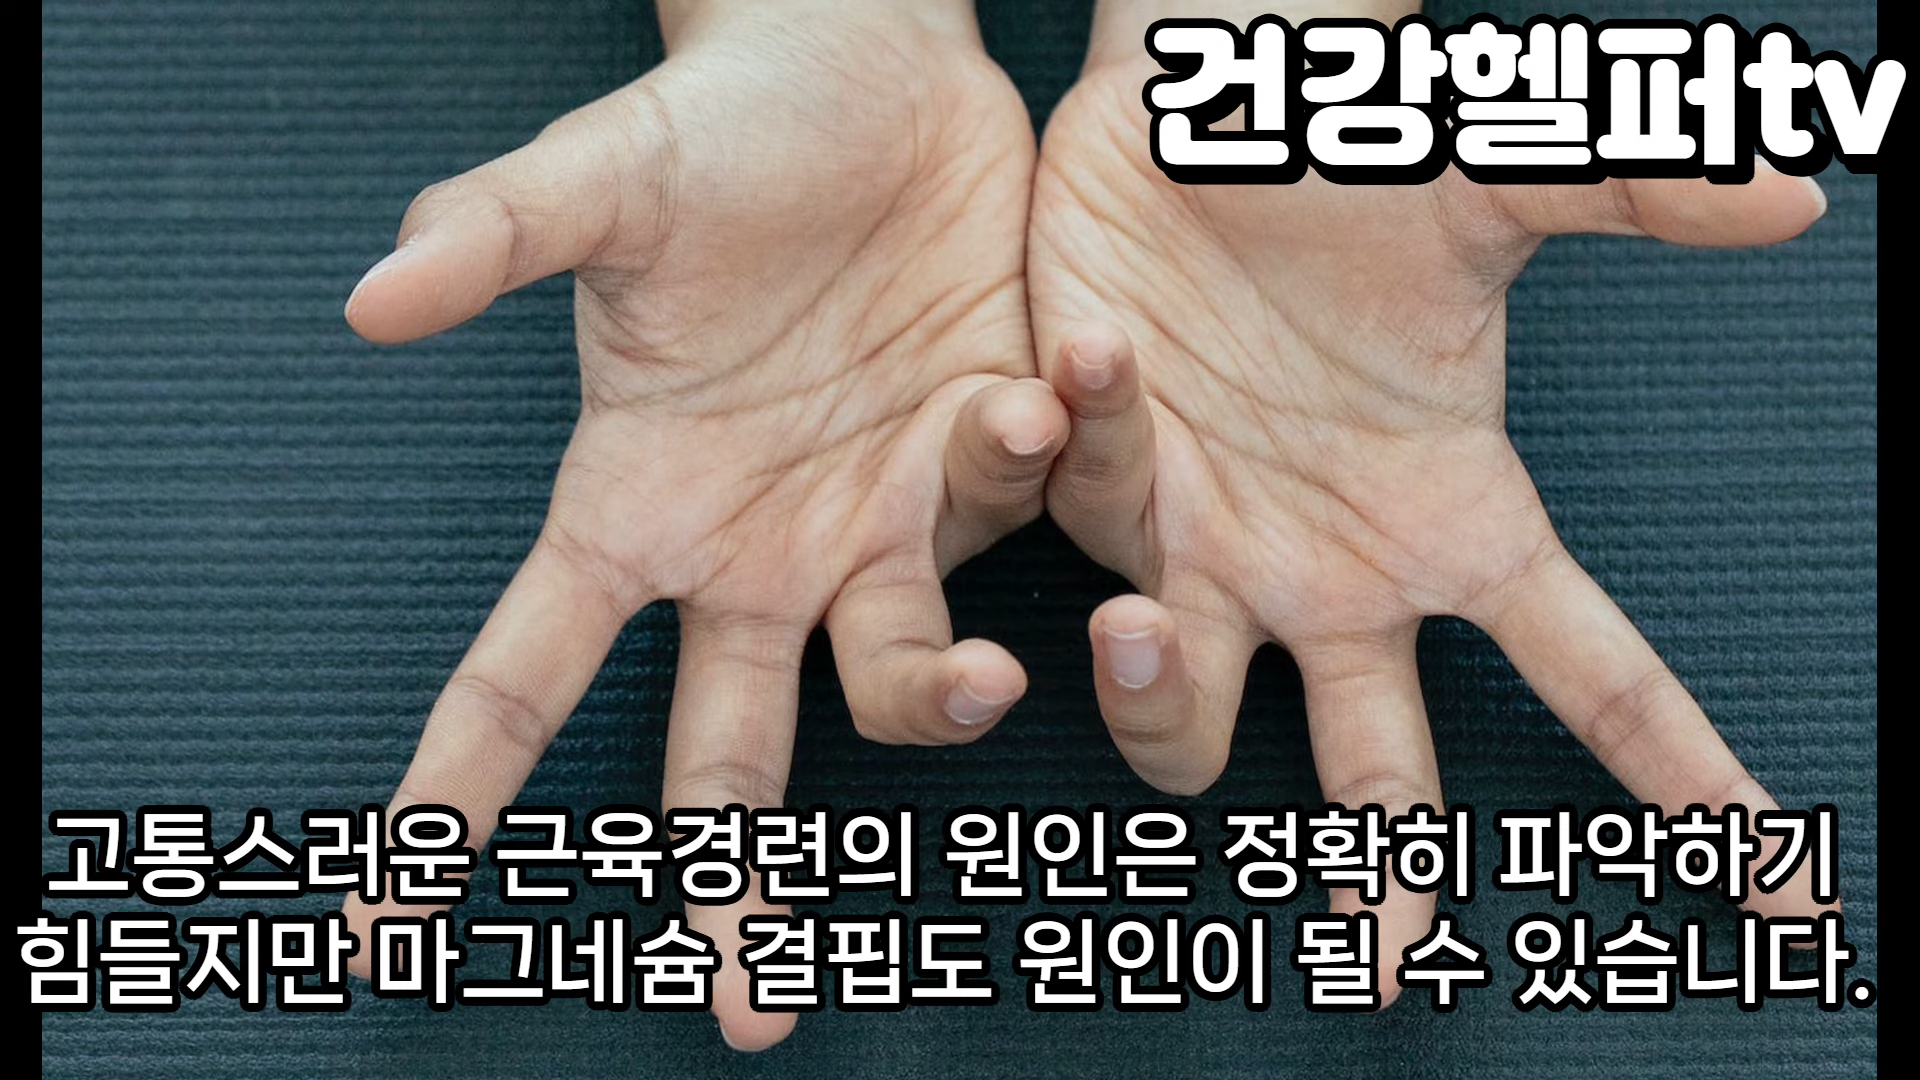 건강헬퍼tv
고통스러운 근육경련의 원인은 정확히 파악하기
힘들지만 마그네슘 결핍도 원인이 될 수 있습니다.